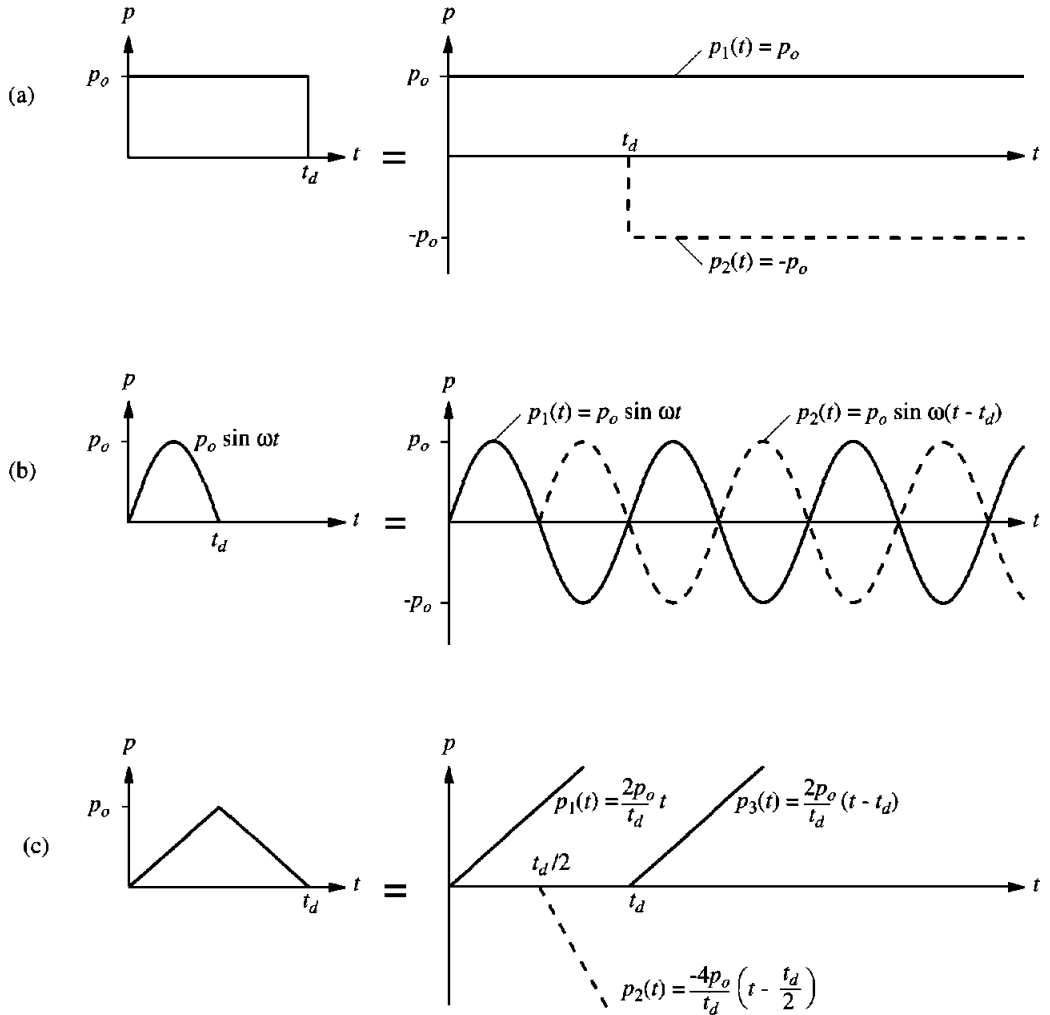 (a)
p
p_o
t_d
t
=
p
p_o
p_1(t) = p_o
t_d
t
-p_o
p_2(t) = -p_o
(b)
p
p_o
p_o sin ωt
t_d
t
=
p
p_o
p_1(t) = p_o sin ωt
p_2(t) = p_o sin ω(t - t_d)
t
-p_o
(c)
p
p_o
t_d
t
=
p
p_1(t) = 2p_o/t_d t
p_3(t) = 2p_o/t_d (t - t_d)
t_d/2
t_d
t
p_2(t) = -4p_o/t_d (t - t_d/2)